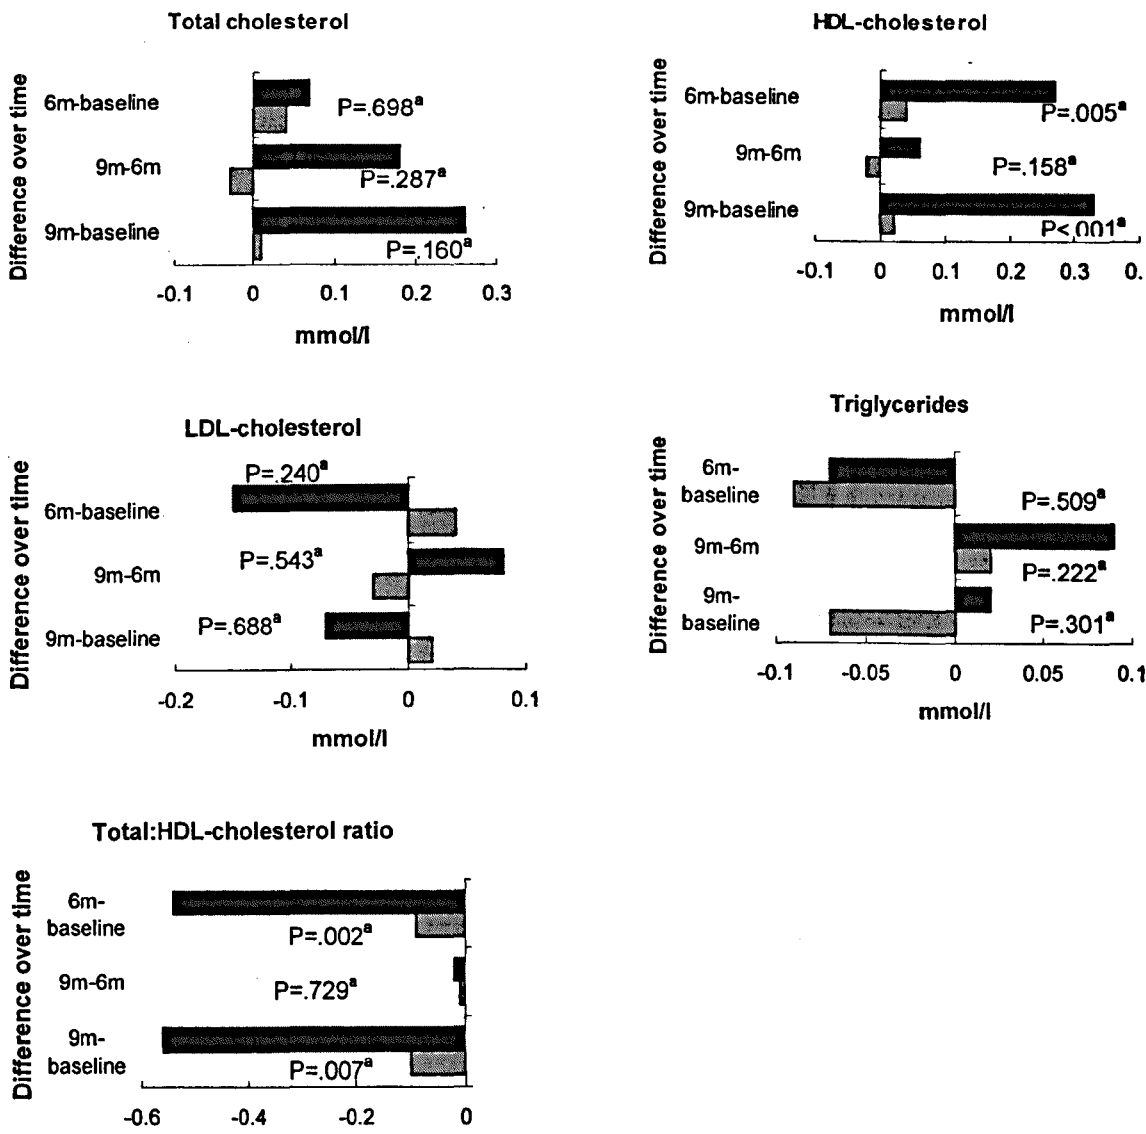 Total cholesterol
Difference over time
6m-baseline
P=.698ᵃ
9m-6m
P=.287ᵃ
9m-baseline
P=.160ᵃ
-0.1 0 0.1 0.2 0.3
mmol/l
HDL-cholesterol
Difference over time
6m-baseline
P=.005ᵃ
9m-6m
P=.158ᵃ
9m-baseline
P<.001ᵃ
-0.1 0 0.1 0.2 0.3 0.
mmol/l
LDL-cholesterol
Difference over time
P=.240ᵃ
6m-baseline
P=.543ᵃ
9m-6m
P=.688ᵃ
9m-baseline
-0.2 -0.1 0 0.1
mmol/l
Triglycerides
Difference over time
6m-
baseline
P=.509ᵃ
9m-6m
P=.222ᵃ
9m-
baseline
P=.301ᵃ
-0.1 -0.05 0 0.05 0.1
mmol/l
Total:HDL-cholesterol ratio
Difference over time
6m-
baseline
P=.002ᵃ
9m-6m
P=.729ᵃ
9m-
baseline
P=.007ᵃ
-0.6 -0.4 -0.2 0